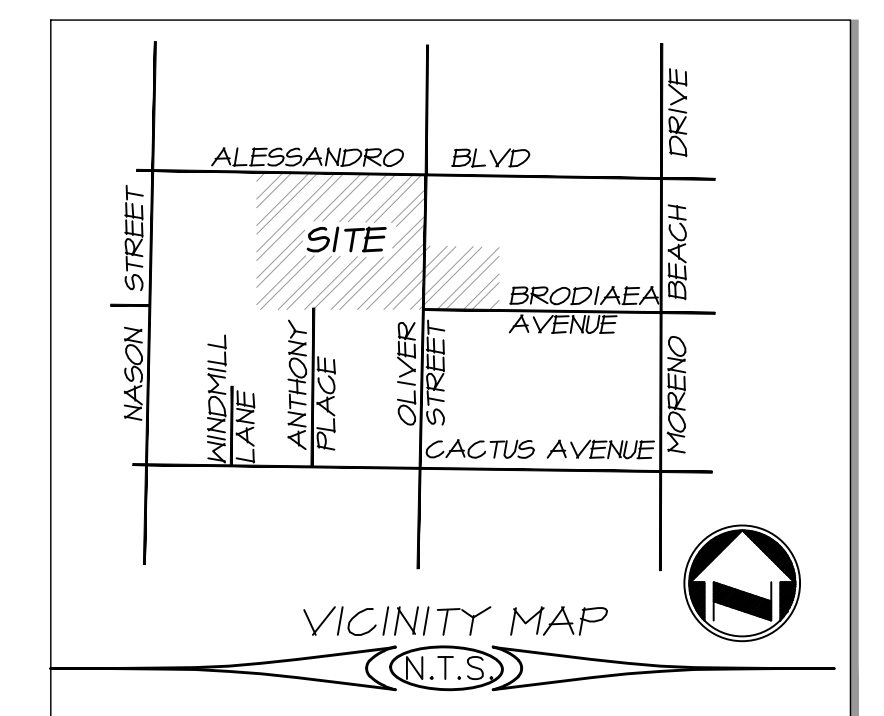 ALESSANDRO BLVD
DRIVE
NASON STREET
SITE
MORENO BEACH
BRODIAEA
AVENUE
WINDMILL
LANE
ANTHONY
PLACE
OLIVER
STREET
CACTUS AVENUE
VICINITY MAP
N.T.S.